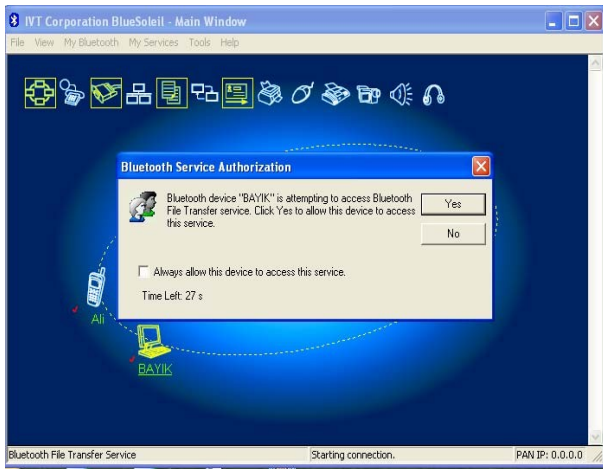 IVT Corporation BlueSoleil - Main Window
File View My Bluetooth My Services Tools Help
Bluetooth Service Authorization
Bluetooth device "BAYIK" is attempting to access Bluetooth
File Transfer service. Click Yes to allow this device to access
this service.
Yes
No
Always allow this device to access this service.
Time Left: 27 s
Ali
BAYIK
Bluetooth File Transfer Service
Starting connection.
PAN IP: 0.0.0.0